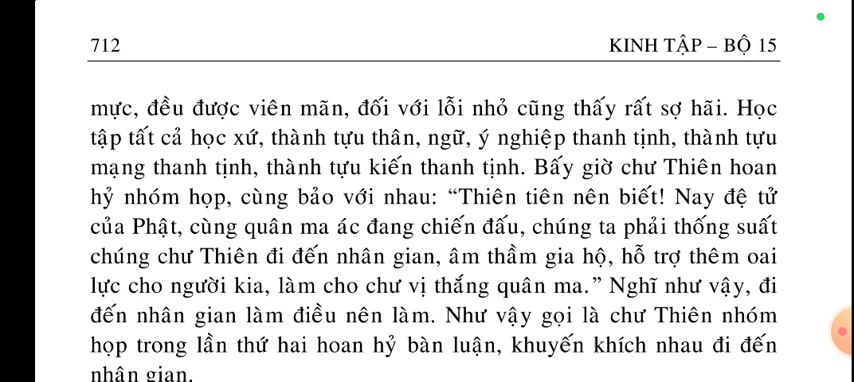 712
KINH TẬP – BỘ 15
mực, đều được viên mãn, đối với lỗi nhỏ cũng thấy rất sợ hãi. Học
tập tất cả học xứ, thành tựu thân, ngữ, ý nghiệp thanh tịnh, thành tựu
mạng thanh tịnh, thành tựu kiến thanh tịnh. Bấy giờ chư Thiên hoan
hỷ nhóm họp, cùng bảo với nhau: “Thiên tiên nên biết! Nay đệ tử
của Phật, cùng quân ma ác đang chiến đấu, chúng ta phải thống suất
chúng chư Thiên đi đến nhân gian, âm thầm gia hộ, hỗ trợ thêm oai
lực cho người kia, làm cho chư vị thắng quân ma.” Nghĩ như vậy, đi
đến nhân gian làm điều nên làm. Như vậy gọi là chư Thiên nhóm
họp trong lần thứ hai hoan hỷ bàn luận, khuyến khích nhau đi đến
nhân gian.